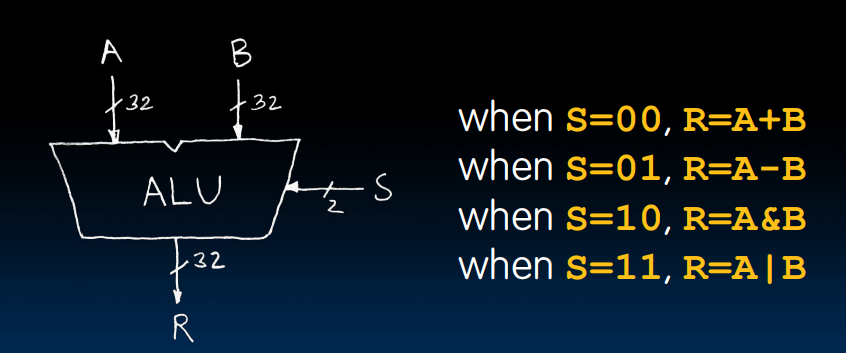 A
B
32
32
ALU
S
2
32
R
when S=00, R=A+B
when S=01, R=A-B
when S=10, R=A&B
when S=11, R=A|B